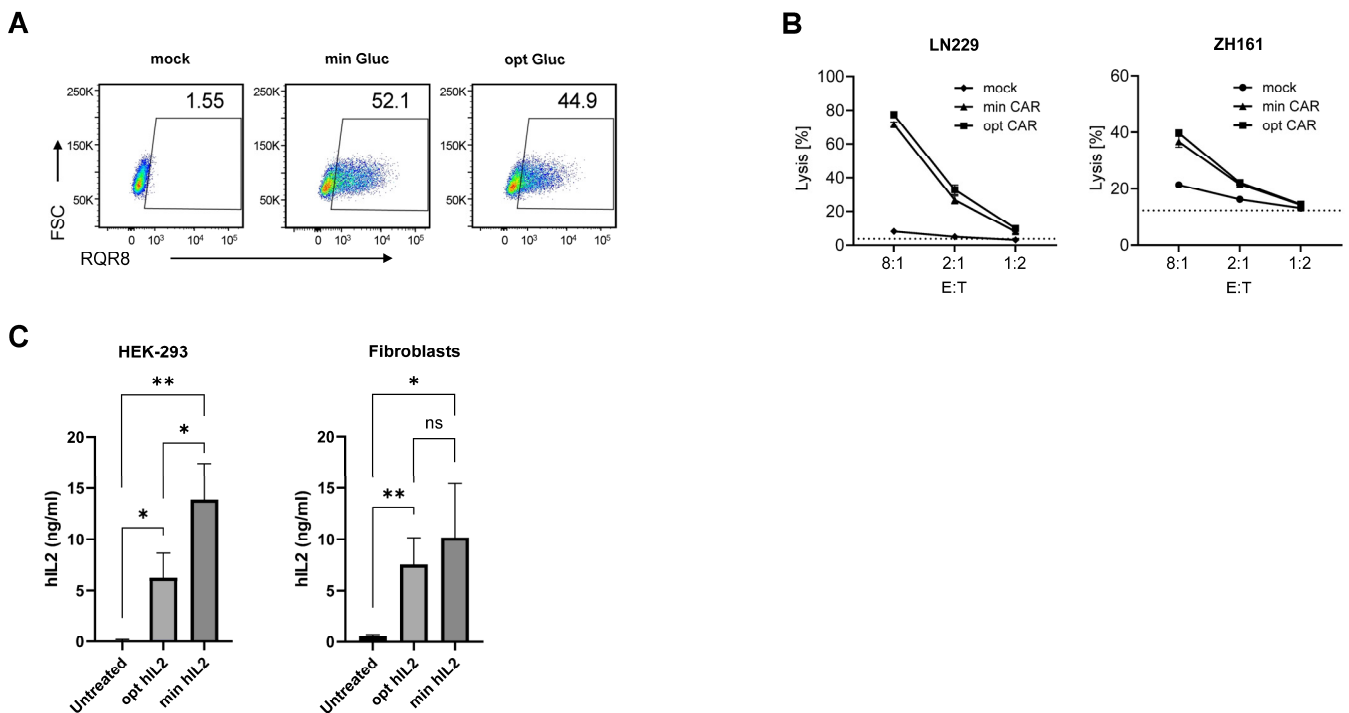 A
mock
min Gluc
opt Gluc
250K
150K
50K
1.55
0
10³
10⁴
10⁵
250K
150K
50K
52.1
0
10³
10⁴
10⁵
250K
150K
50K
44.9
0
10³
10⁴
10⁵
FSC
RQR8
B
LN229
100
80
60
40
20
0
Lysis [%]
mock
min CAR
opt CAR
8:1
2:1
1:2
E:T
ZH161
60
40
20
0
Lysis [%]
mock
min CAR
opt CAR
8:1
2:1
1:2
E:T
C
HEK-293
**
*
*
20
15
10
5
0
hIL2 (ng/ml)
Untreated
opt hIL2
min hIL2
Fibroblasts
*
ns
**
20
15
10
5
0
hIL2 (ng/ml)
Untreated
opt hIL2
min hIL2